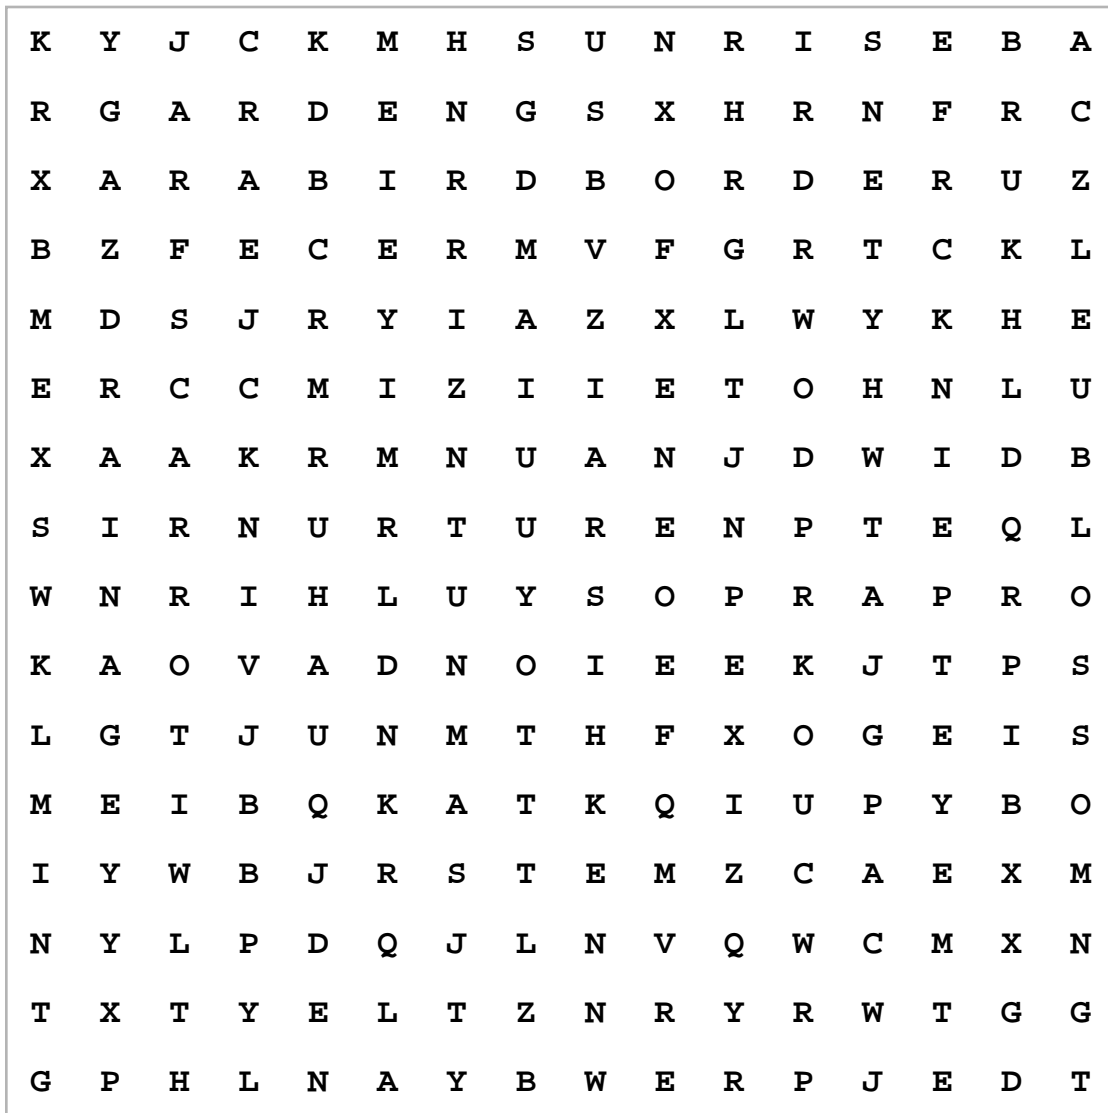 K Y J C K M H S U N R I S E B A
R G A R D E N G S X H R N F R C
X A R A B I R D B O R D E R U Z
B Z F E C E R M V F G R T C K L
M D S J R Y I A Z X L W Y K H E
E R C C M I Z I I E T O H N L U
X A A K R M N U A N J D W I D B
S I R N U R T U R E N P T E Q L
W N R I H L U Y S O P R A P R O
K A O V A D N O I E E K J T P S
L G T J U N M T H F X O G E I S
M E I B Q K A T K Q I U P Y B O
I Y W B J R S T E M Z C A E X M
N Y L P D Q J L N V Q W C M X N
T X T Y E L T Z N R Y R W T G G
G P H L N A Y B W E R P J E D T